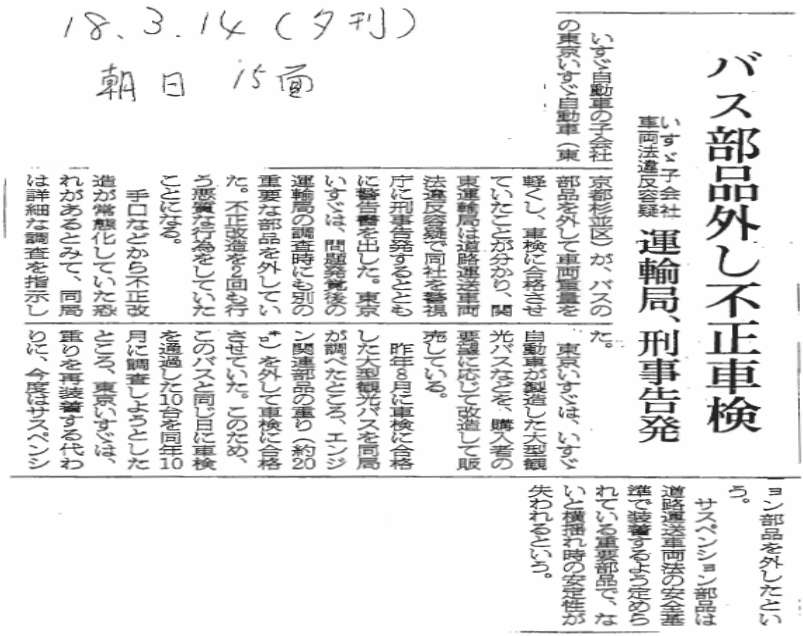 18.3.14(夕刊)
朝日 15面
バス部品外し不正車検
いすゞ子会社
車両法違反容疑
運輸局、刑事告発
いすゞ自動車の子会社
の東京いすゞ自動車(東
京都杉並区)が、バスの
部品を外して車両重量を
軽くし、車検に合格させ
ていたことが分かり、関
東運輸局は道路運送車両
法違反容疑で同社を警視
庁に刑事告発するととも
に警告書を出した。東京
いすゞは、問題発覚後の
運輸局の調査時にも別の
重要な部品を外してい
た。不正改造を2回も行
う悪質な行為をしていた
ことになる。
手口などから不正改
造が常態化していた恐
れがあるとみて、同局
は詳細な調査を指示し
た。
東京いすゞは、いすゞ
自動車が製造した大型観
光バスなどを、購入者の
要望に応じて改造して販
売している。
昨年8月に車検に合格
した大型観光バスを同局
が調べたところ、エンジ
ン関連部品の重り(約20
㌔)を外して車検に合格
させていた。このため、
このバスと同じ日に車検
を通過した10台を同年10
月に調査しようとした
ところ、東京いすゞは、
重りを再装着する代わ
りに、今度はサスペンシ
ョン部品を外したとい
う。
サスペンション部品は
道路運送車両法の安全基
準で装着するよう定めら
れている重要部品で、な
いと横揺れ時の安定性が
失われるという。